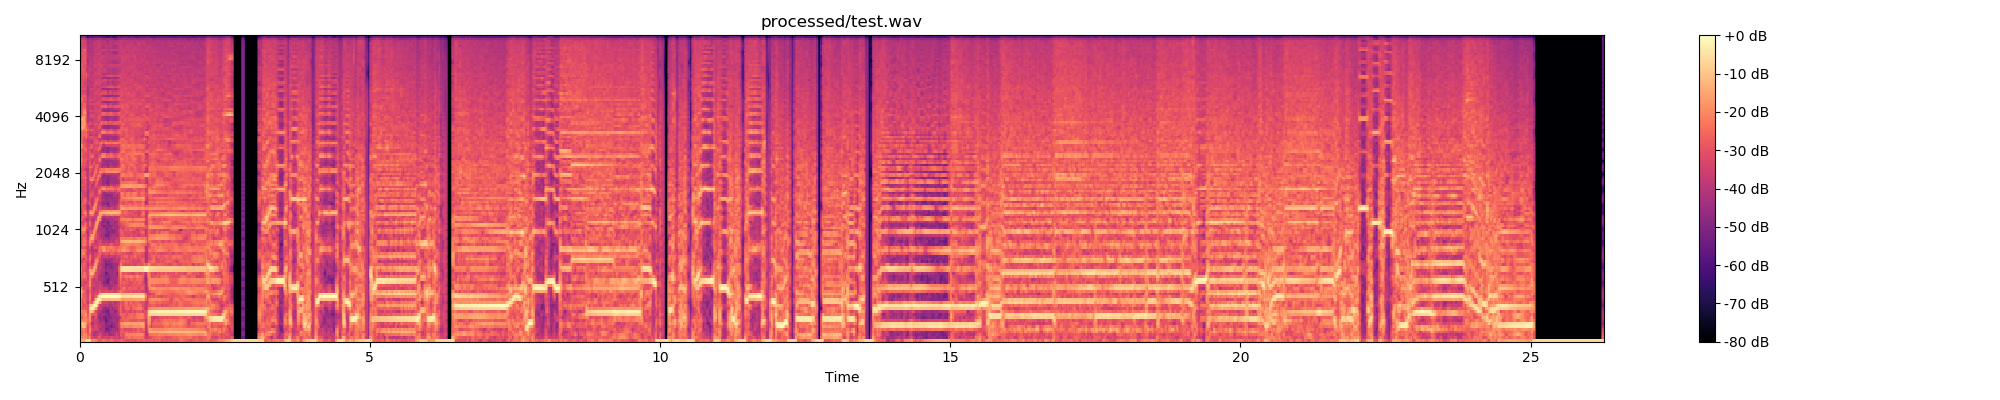 processed/test.wav
Hz
8192
4096
2048
1024
512
0
5
10
15
20
25
Time
+0 dB
-10 dB
-20 dB
-30 dB
-40 dB
-50 dB
-60 dB
-70 dB
-80 dB